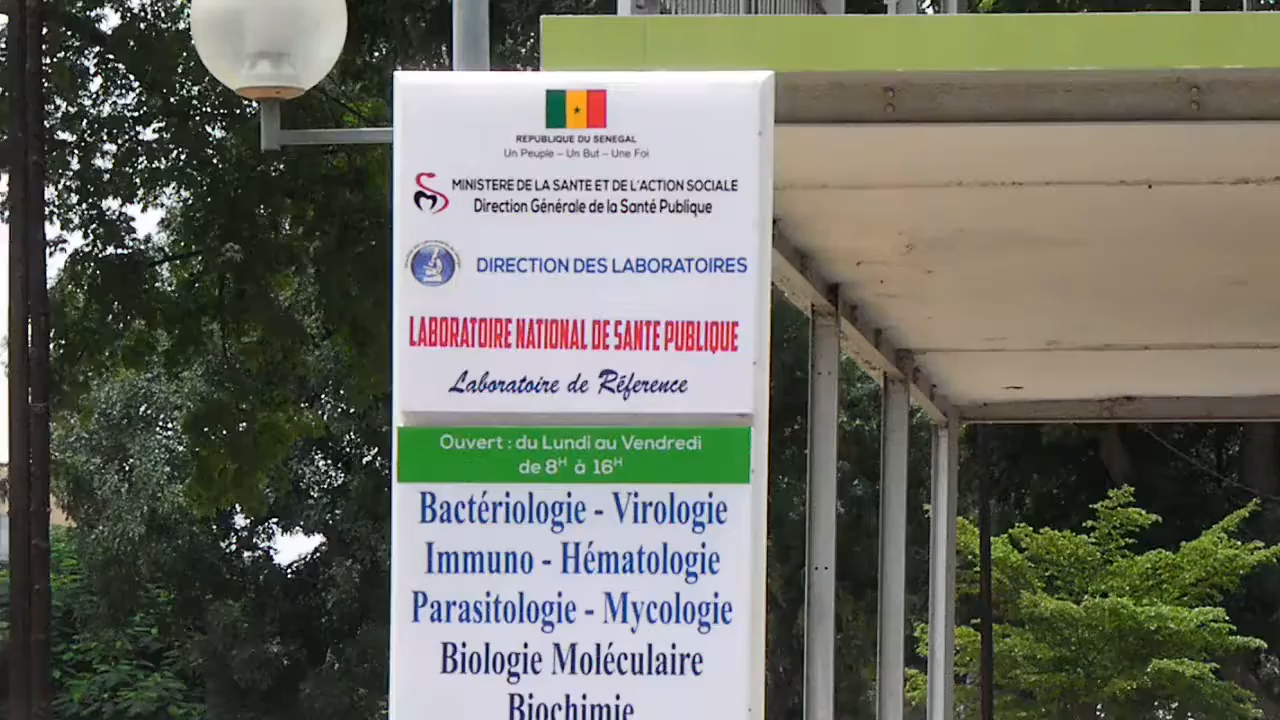 REPUBLIQUE DU SENEGAL
Un Peuple – Un But – Une Foi
MINISTERE DE LA SANTE ET DE L'ACTION SOCIALE
Direction Générale de la Santé Publique
DIRECTION DES LABORATOIRES
LABORATOIRE NATIONAL DE SANTE PUBLIQUE
Laboratoire de Réference
Ouvert : du Lundi au Vendredi
de 8H à 16H
Bactériologie - Virologie
Immuno - Hématologie
Parasitologie - Mycologie
Biologie Moléculaire
Biochimie